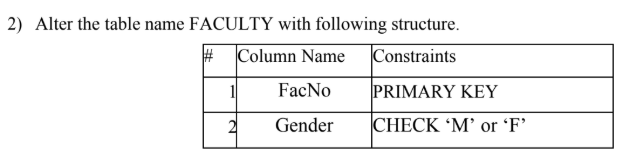 2) Alter the table name FACULTY with following structure.
# Column Name Constraints
1 FacNo PRIMARY KEY
2 Gender CHECK ‘M’ or ‘F’